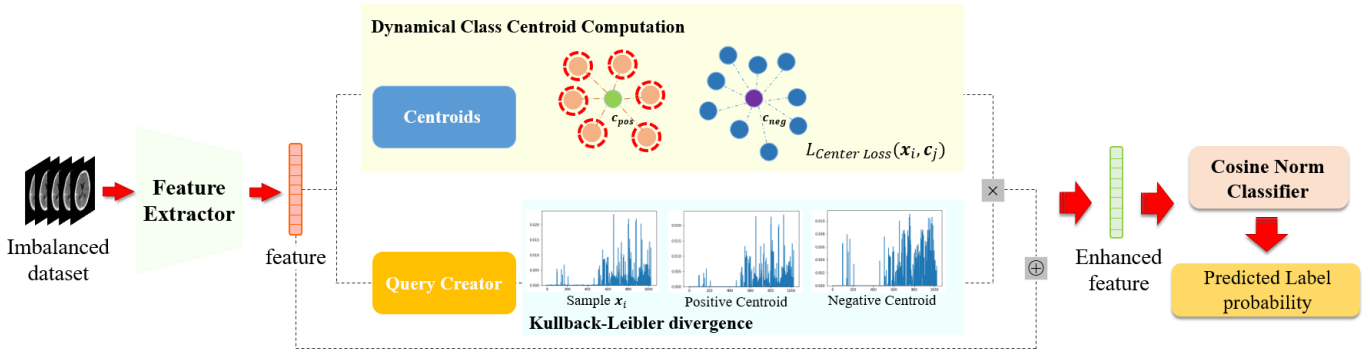 Imbalanced
dataset
Feature
Extractor
feature
Dynamical Class Centroid Computation
Centroids
c_pos
c_neg
L_Center Loss(x_i, c_j)
Query Creator
Sample x_i
Positive Centroid
Negative Centroid
Kullback-Leibler divergence
×
⊕
Enhanced
feature
Cosine Norm
Classifier
Predicted Label
probability